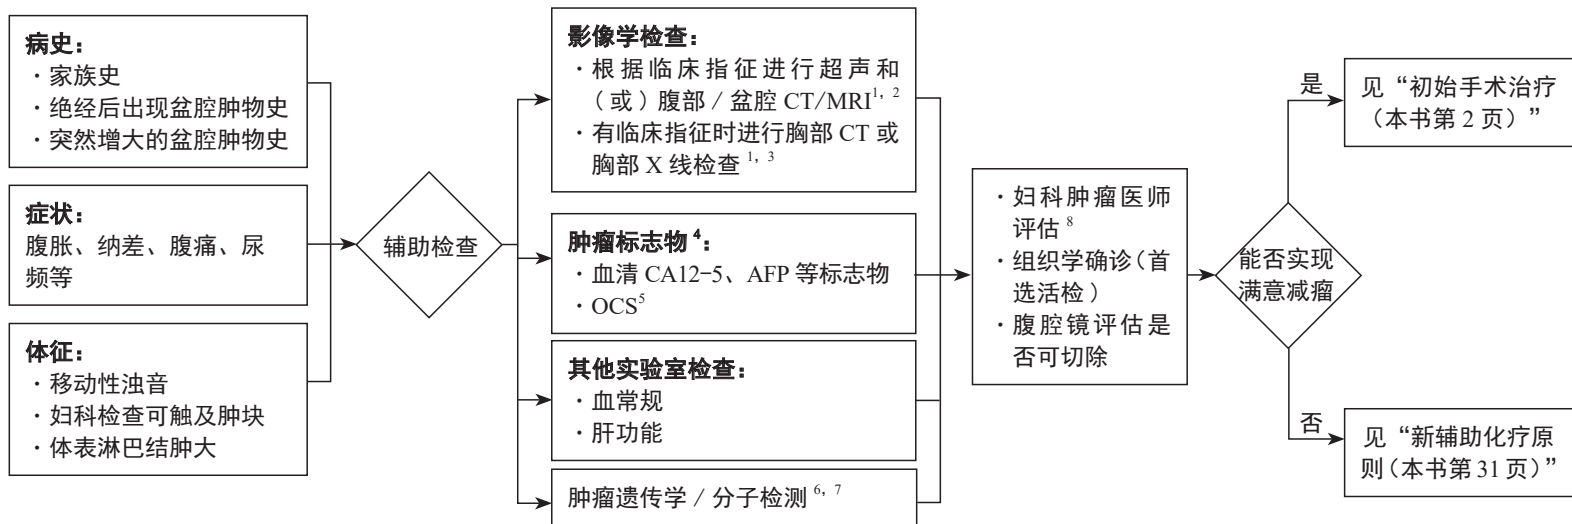 病史：
· 家族史
· 绝经后出现盆腔肿物史
· 突然增大的盆腔肿物史
症状：
腹胀、纳差、腹痛、尿
频等
体征：
· 移动性浊音
· 妇科检查可触及肿块
· 体表淋巴结肿大
辅助检查
影像学检查：
· 根据临床指征进行超声和
（或）腹部 / 盆腔 CT/MRI1, 2
· 有临床指征时进行胸部 CT 或
胸部 X 线检查 1, 3
肿瘤标志物 4：
· 血清 CA12-5、AFP 等标志物
· OCS5
其他实验室检查：
· 血常规
· 肝功能
肿瘤遗传学 / 分子检测 6, 7
· 妇科肿瘤医师
评估 8
· 组织学确诊（首
选活检）
· 腹腔镜评估是
否可切除
能否实现
满意减瘤
是
见“初始手术治疗
（本书第 2 页）”
否
见“新辅助化疗原
则（本书第 31 页）”